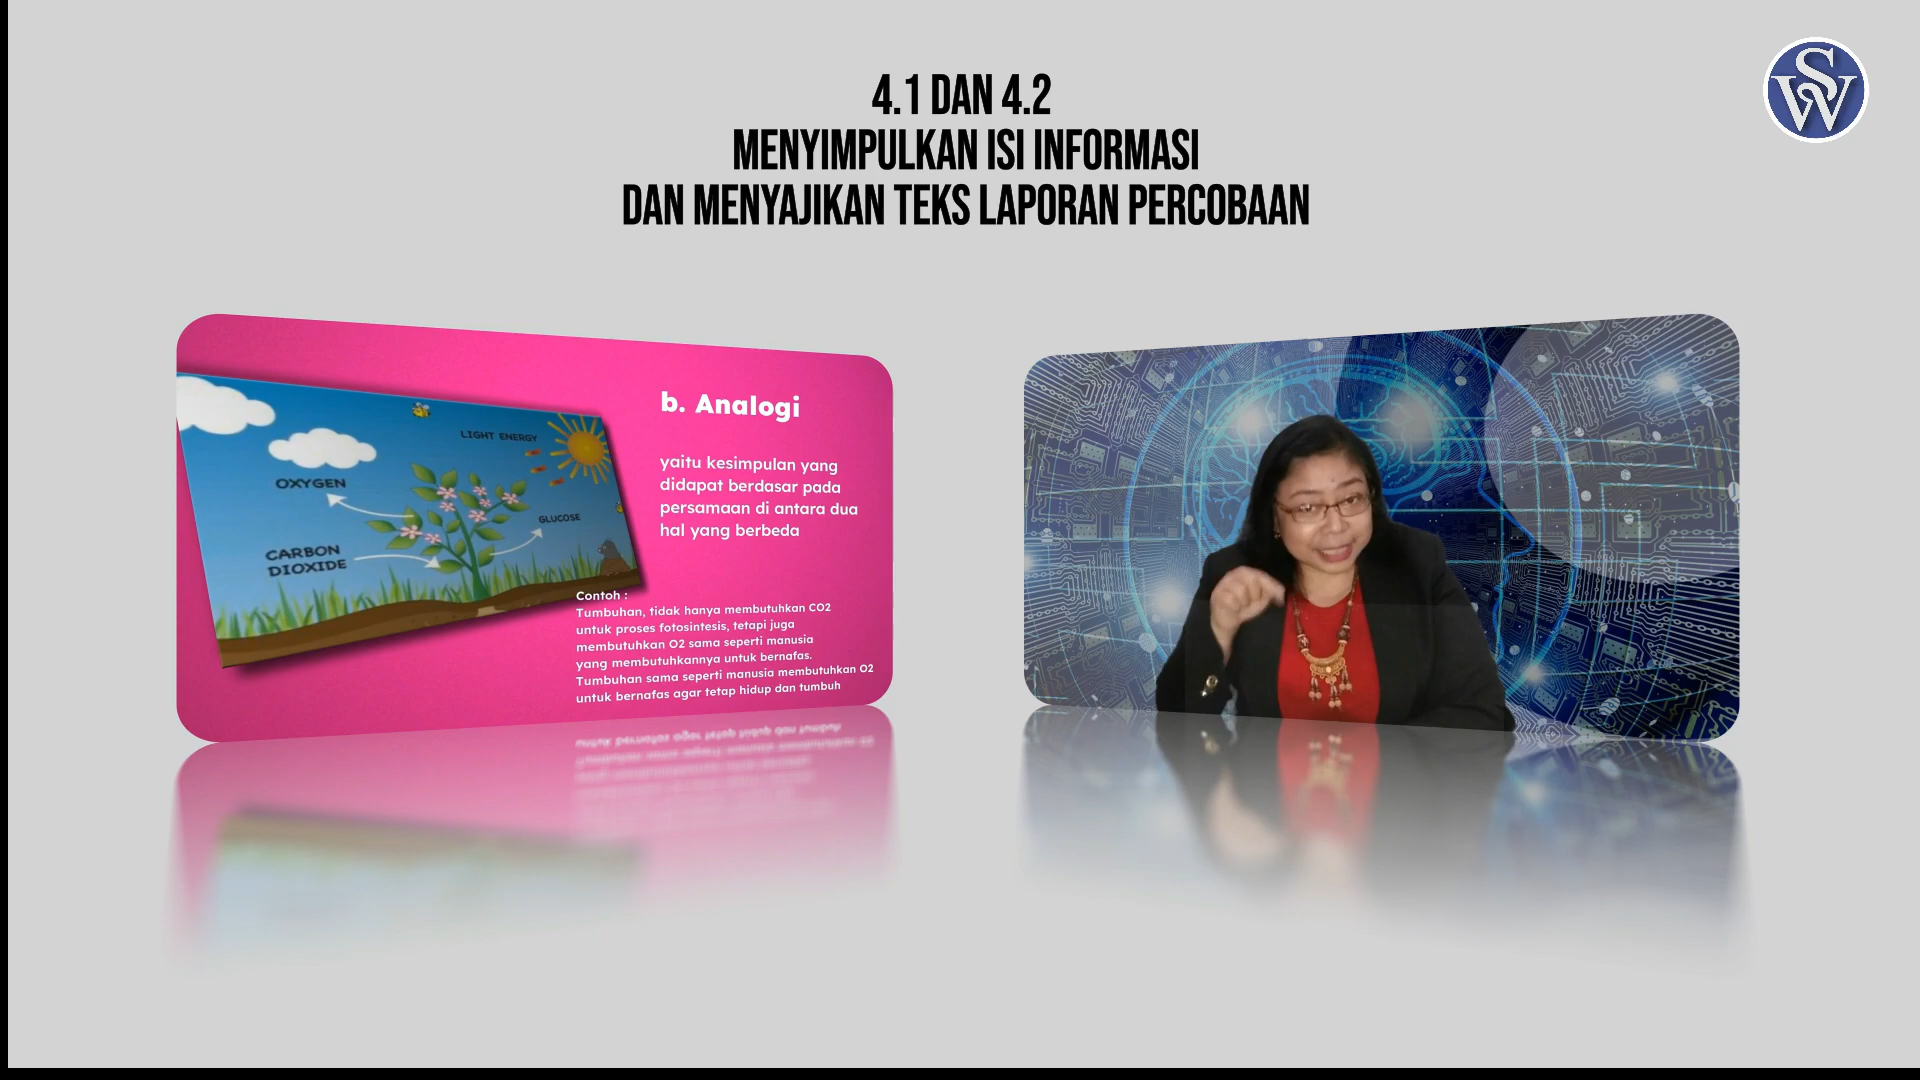 4.1 DAN 4.2
MENYIMPULKAN ISI INFORMASI
DAN MENYAJIKAN TEKS LAPORAN PERCOBAAN
SW
b. Analogi
yaitu kesimpulan yang
didapat berdasar pada
persamaan di antara dua
hal yang berbeda
LIGHT ENERGY
OXYGEN
GLUCOSE
CARBON
DIOXIDE
Contoh :
Tumbuhan, tidak hanya membutuhkan CO2
untuk proses fotosintesis, tetapi juga
membutuhkan O2 sama seperti manusia
yang membutuhkannya untuk bernafas.
Tumbuhan sama seperti manusia membutuhkan O2
untuk bernafas agar tetap hidup dan tumbuh